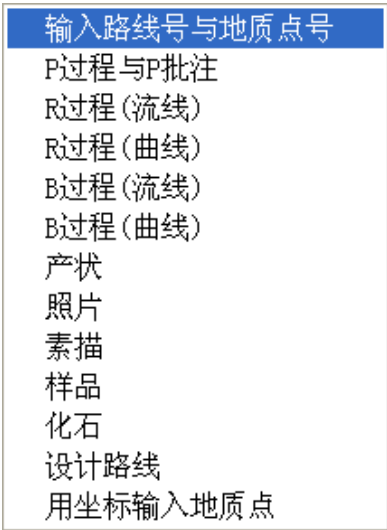 输入路线号与地质点号
P过程与P批注
R过程(流线)
R过程(曲线)
B过程(流线)
B过程(曲线)
产状
照片
素描
样品
化石
设计路线
用坐标输入地质点